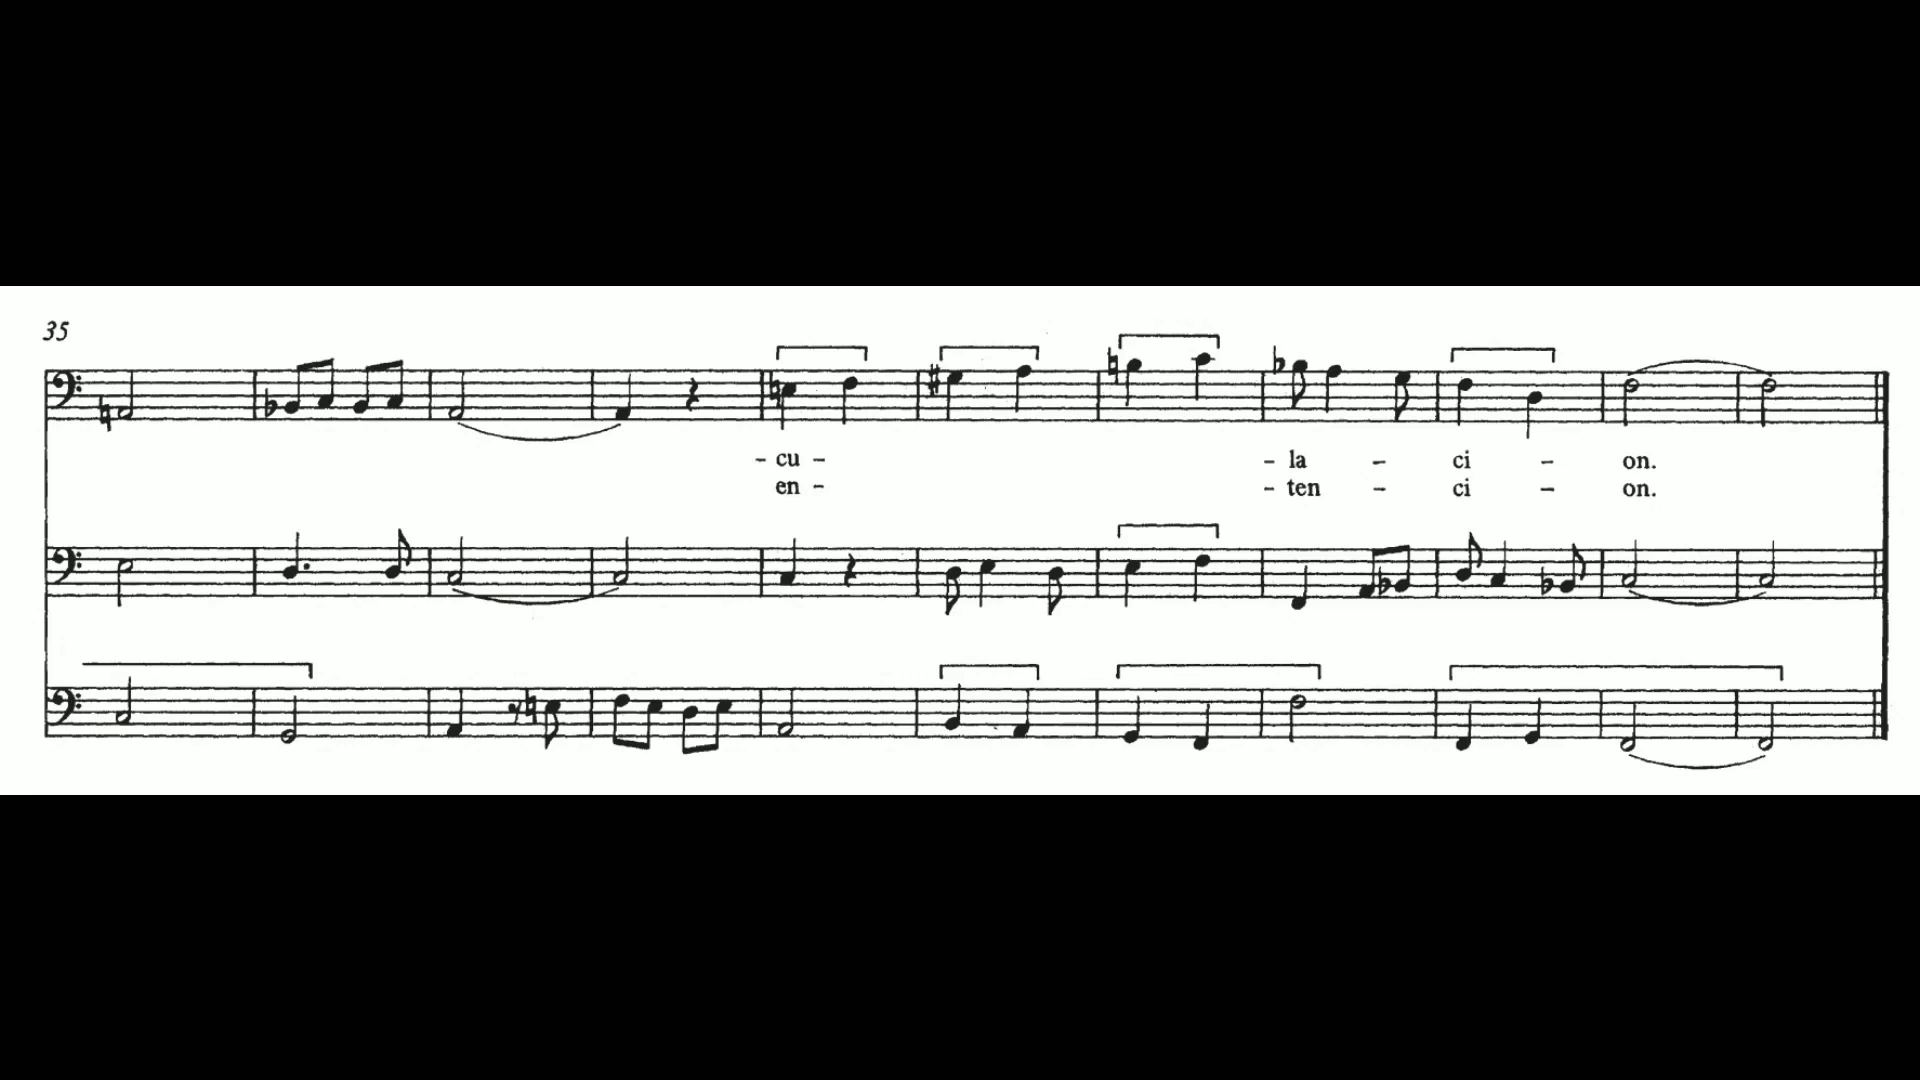 35
- cu - - la - ci - on.
en - - ten - ci - on.